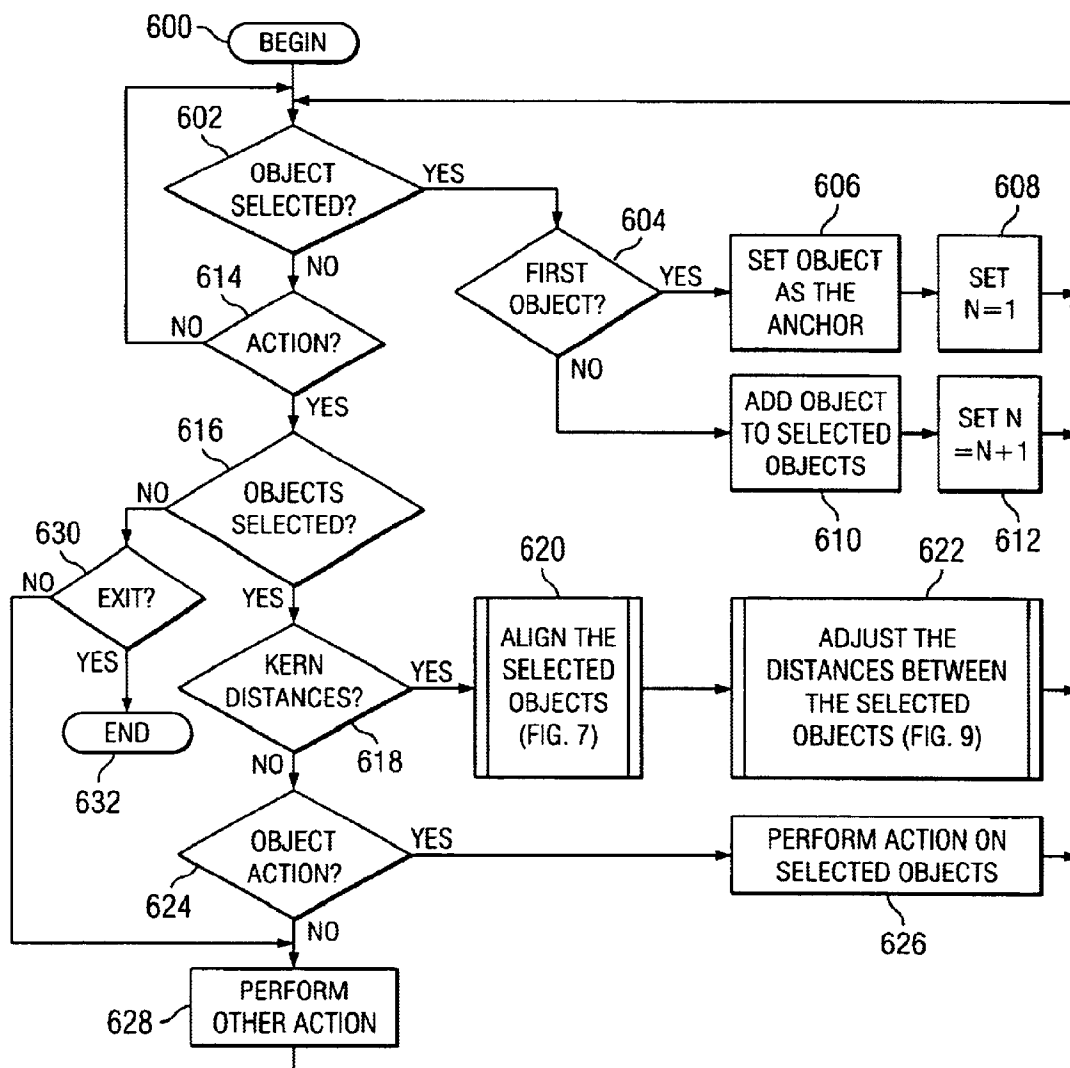 600
BEGIN
602
OBJECT
SELECTED?
YES
NO
604
FIRST
OBJECT?
YES
NO
606
SET OBJECT
AS THE
ANCHOR
608
SET
N=1
614
ACTION?
NO
YES
ADD OBJECT
TO SELECTED
OBJECTS
610
SET N
=N+1
612
616
OBJECTS
SELECTED?
NO
YES
630
EXIT?
NO
YES
END
632
KERN
DISTANCES?
YES
618
NO
620
ALIGN THE
SELECTED
OBJECTS
(FIG. 7)
622
ADJUST THE
DISTANCES BETWEEN
THE SELECTED
OBJECTS (FIG. 9)
OBJECT
ACTION?
YES
624
NO
PERFORM ACTION ON
SELECTED OBJECTS
626
PERFORM
OTHER ACTION
628